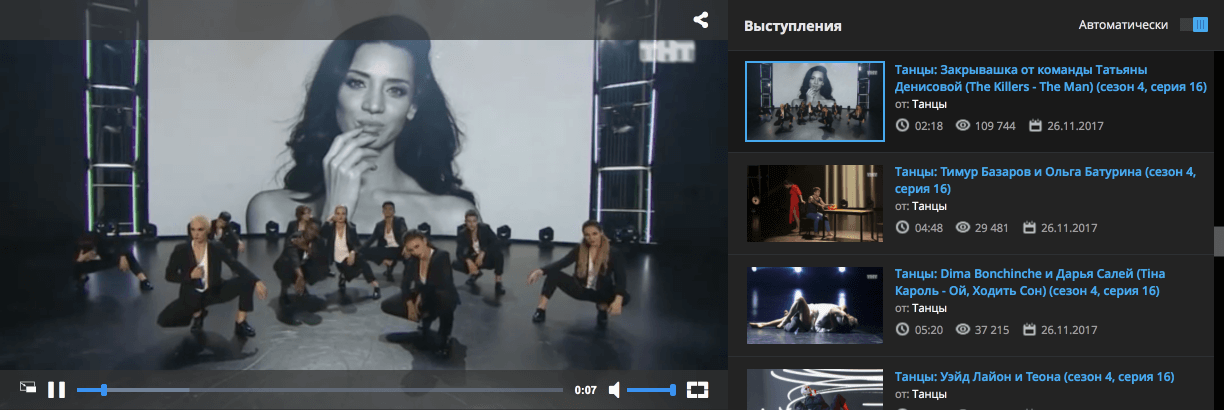 ТНТ
0:07
Выступления
Автоматически
Танцы: Закрывашка от команды Татьяны
Денисовой (The Killers - The Man) (сезон 4, серия 16)
от: Танцы
02:18 109 744 26.11.2017
Танцы: Тимур Базаров и Ольга Батурина (сезон 4,
серия 16)
от: Танцы
04:48 29 481 26.11.2017
Танцы: Dima Bonchinche и Дарья Салей (Тіна
Кароль - Ой, Ходить Сон) (сезон 4, серия 16)
от: Танцы
05:20 37 215 26.11.2017
Танцы: Уэйд Лайон и Теона (сезон 4, серия 16)
от: Танцы